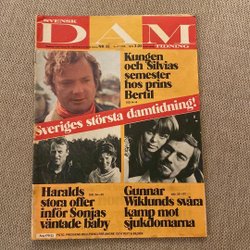 SVENSK
DAM
TIDNING
Kungen
och Silvias
semester
hos prins
Bertil
Sveriges största damtidning!
Haralds
stora offer
inför Sonjas
väntade baby
Gunnar
Wiklunds svåra
kamp mot
sjukdomarna